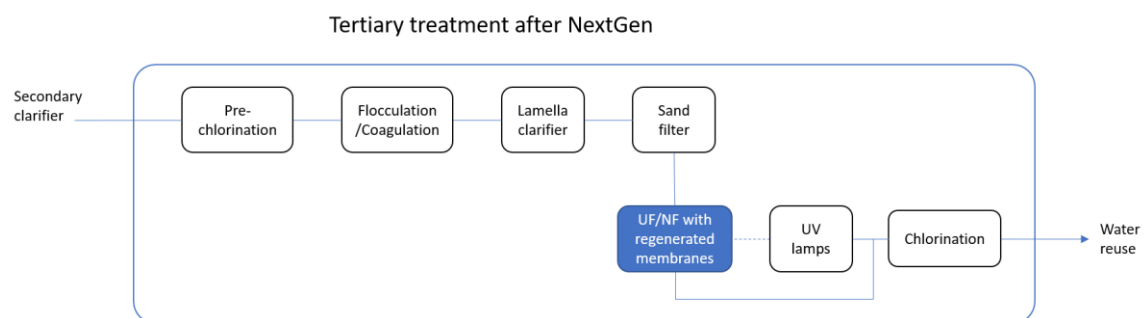 Tertiary treatment after NextGen
Secondary
clarifier
Pre-
chlorination
Flocculation
/Coagulation
Lamella
clarifier
Sand
filter
UF/NF with
regenerated
membranes
UV
lamps
Chlorination
Water
reuse